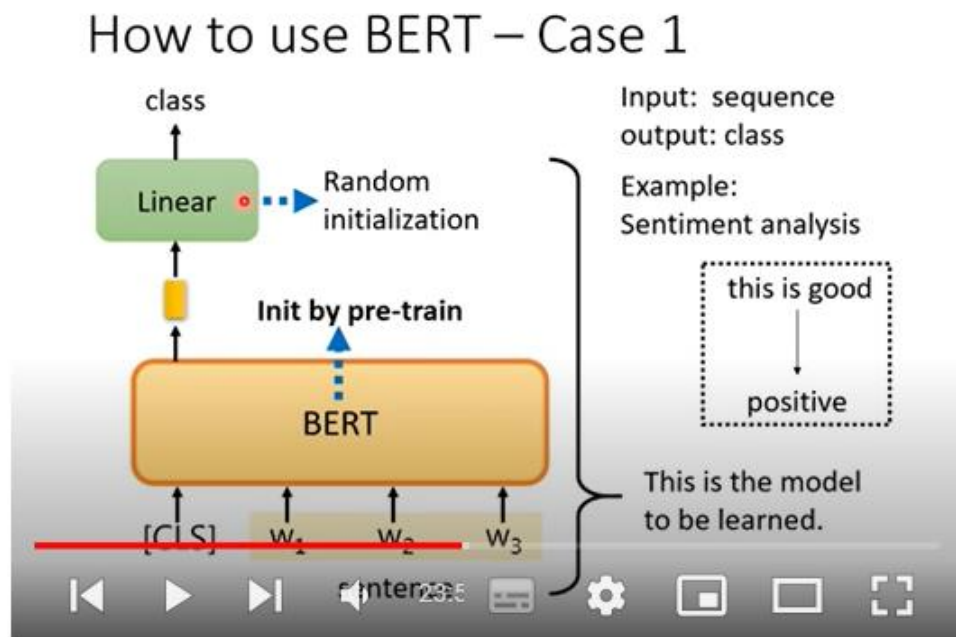 How to use BERT – Case 1
class
Linear
Random
initialization
Init by pre-train
BERT
[CLS] w1 w2 w3
sentence
Input: sequence
output: class
Example:
Sentiment analysis
this is good
positive
This is the model
to be learned.